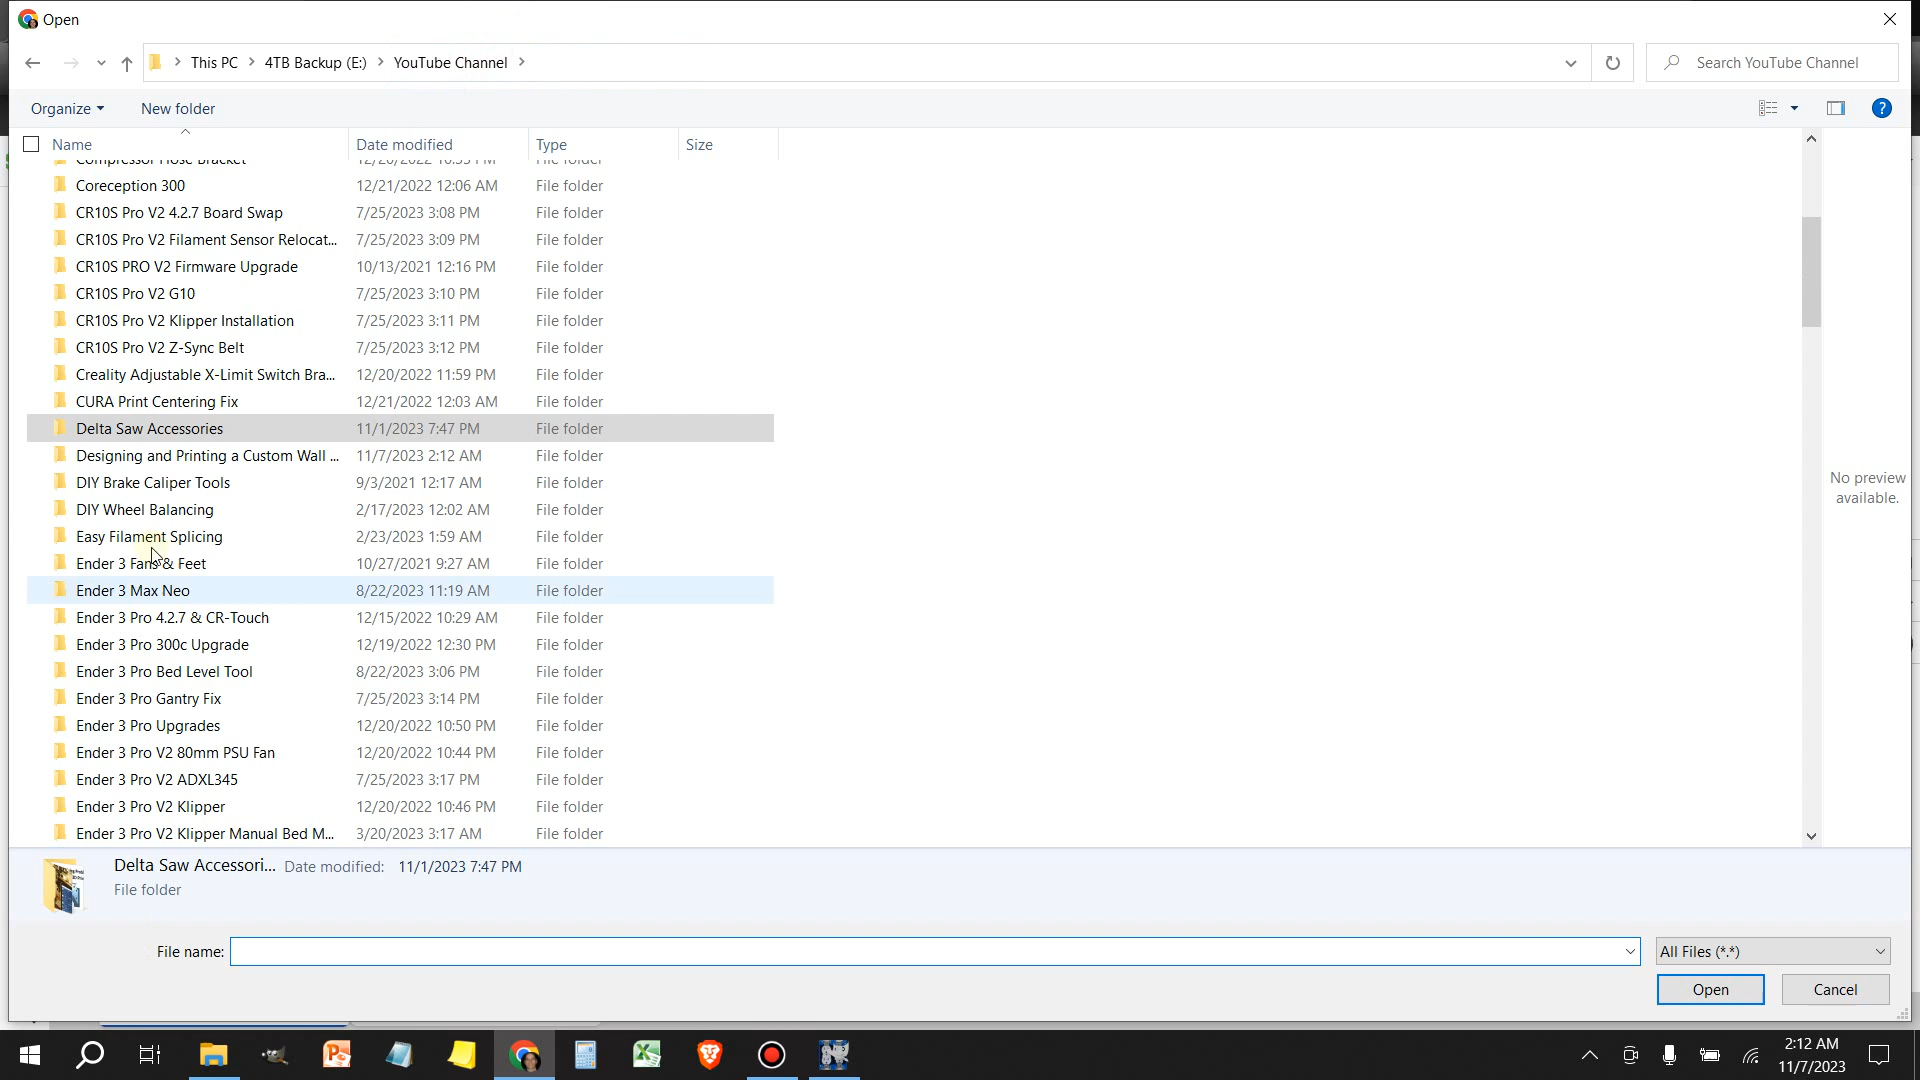 Open
This PC > 4TB Backup (E:) > YouTube Channel >
Search YouTube Channel
Organize
New folder
?
Name Date modified Type Size
Compressor Hose Bracket 12/20/2022 10:55 PM File folder
Coreception 300 12/21/2022 12:06 AM File folder
CR10S Pro V2 4.2.7 Board Swap 7/25/2023 3:08 PM File folder
CR10S Pro V2 Filament Sensor Relocat... 7/25/2023 3:09 PM File folder
CR10S PRO V2 Firmware Upgrade 10/13/2021 12:16 PM File folder
CR10S Pro V2 G10 7/25/2023 3:10 PM File folder
CR10S Pro V2 Klipper Installation 7/25/2023 3:11 PM File folder
CR10S Pro V2 Z-Sync Belt 7/25/2023 3:12 PM File folder
Creality Adjustable X-Limit Switch Bra... 12/20/2022 11:59 PM File folder
CURA Print Centering Fix 12/21/2022 12:03 AM File folder
Delta Saw Accessories 11/1/2023 7:47 PM File folder
Designing and Printing a Custom Wall ... 11/7/2023 2:12 AM File folder
DIY Brake Caliper Tools 9/3/2021 12:17 AM File folder
DIY Wheel Balancing 2/17/2023 12:02 AM File folder
Easy Filament Splicing 2/23/2023 1:59 AM File folder
Ender 3 Fans & Feet 10/27/2021 9:27 AM File folder
Ender 3 Max Neo 8/22/2023 11:19 AM File folder
Ender 3 Pro 4.2.7 & CR-Touch 12/15/2022 10:29 AM File folder
Ender 3 Pro 300c Upgrade 12/19/2022 12:30 PM File folder
Ender 3 Pro Bed Level Tool 8/22/2023 3:06 PM File folder
Ender 3 Pro Gantry Fix 7/25/2023 3:14 PM File folder
Ender 3 Pro Upgrades 12/20/2022 10:50 PM File folder
Ender 3 Pro V2 80mm PSU Fan 12/20/2022 10:44 PM File folder
Ender 3 Pro V2 ADXL345 7/25/2023 3:17 PM File folder
Ender 3 Pro V2 Klipper 12/20/2022 10:46 PM File folder
Ender 3 Pro V2 Klipper Manual Bed M... 3/20/2023 3:17 AM File folder
No preview
available.
Delta Saw Accessori... Date modified: 11/1/2023 7:47 PM
File folder
File name:
All Files (*.*)
Open
Cancel
2:12 AM
11/7/2023